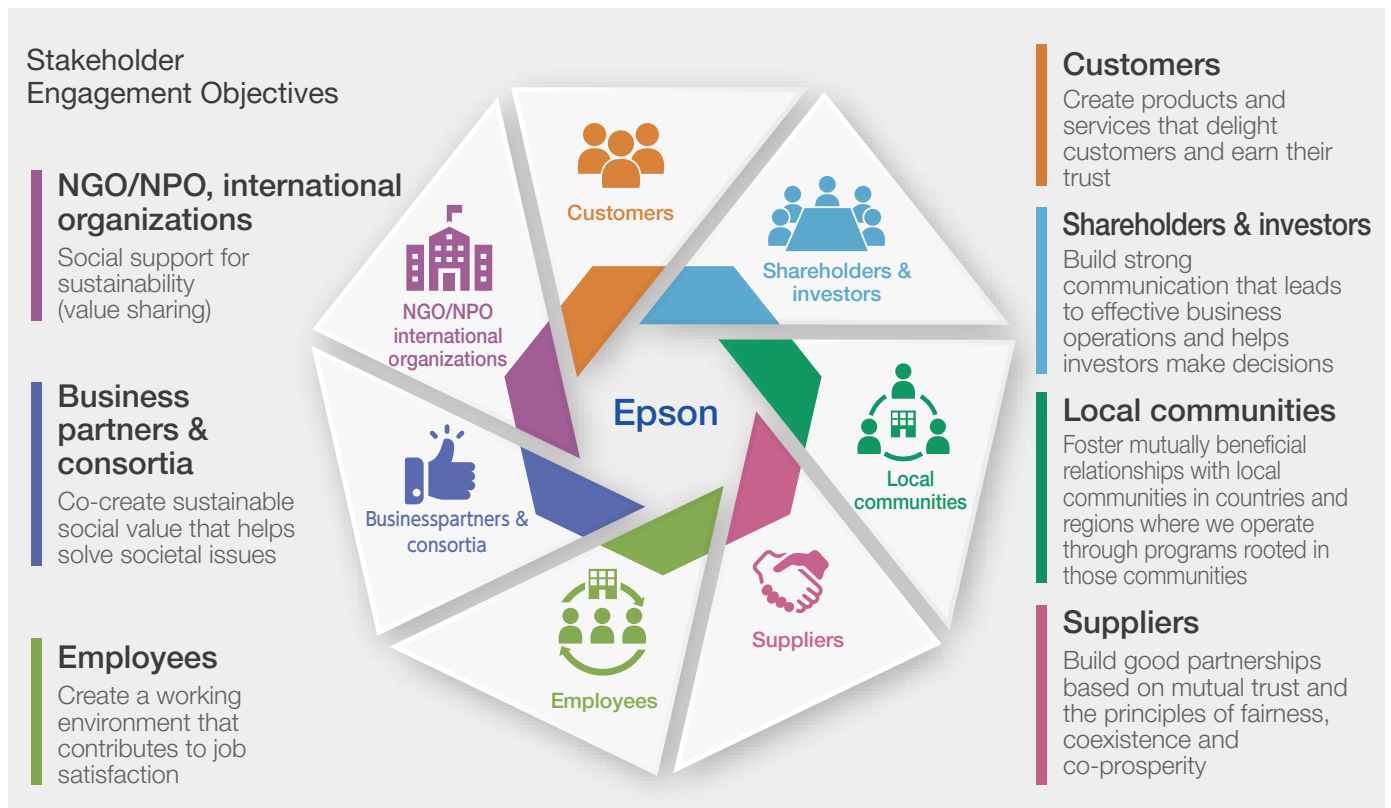 Stakeholder
Engagement Objectives
NGO/NPO, international
organizations
Social support for
sustainability
(value sharing)
Business
partners &
consortia
Co-create sustainable
social value that helps
solve societal issues
Employees
Create a working
environment that
contributes to job
satisfaction
Customers
Shareholders &
investors
NGO/NPO
international
organizations
Epson
Local
communities
Businesspartners &
consortia
Suppliers
Employees
Customers
Create products and
services that delight
customers and earn their
trust
Shareholders & investors
Build strong
communication that leads
to effective business
operations and helps
investors make decisions
Local communities
Foster mutually beneficial
relationships with local
communities in countries and
regions where we operate
through programs rooted in
those communities
Suppliers
Build good partnerships
based on mutual trust and
the principles of fairness,
coexistence and
co-prosperity